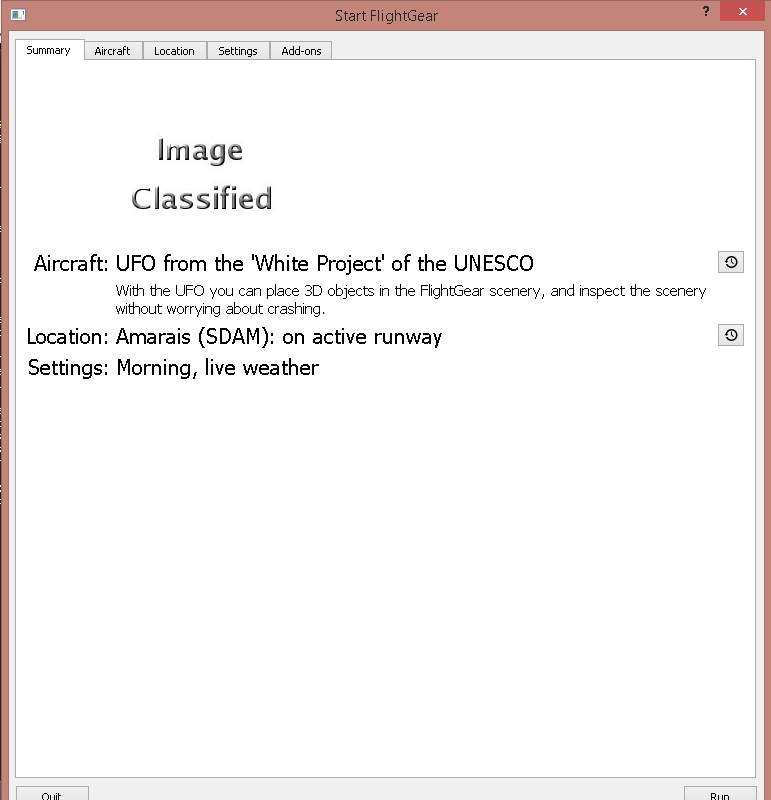 Start FlightGear
?
Summary
Aircraft
Location
Settings
Add-ons
Image
Classified
Aircraft: UFO from the 'White Project' of the UNESCO
With the UFO you can place 3D objects in the FlightGear scenery, and inspect the scenery
without worrying about crashing.
Location: Amarais (SDAM): on active runway
Settings: Morning, live weather
Quit
Run